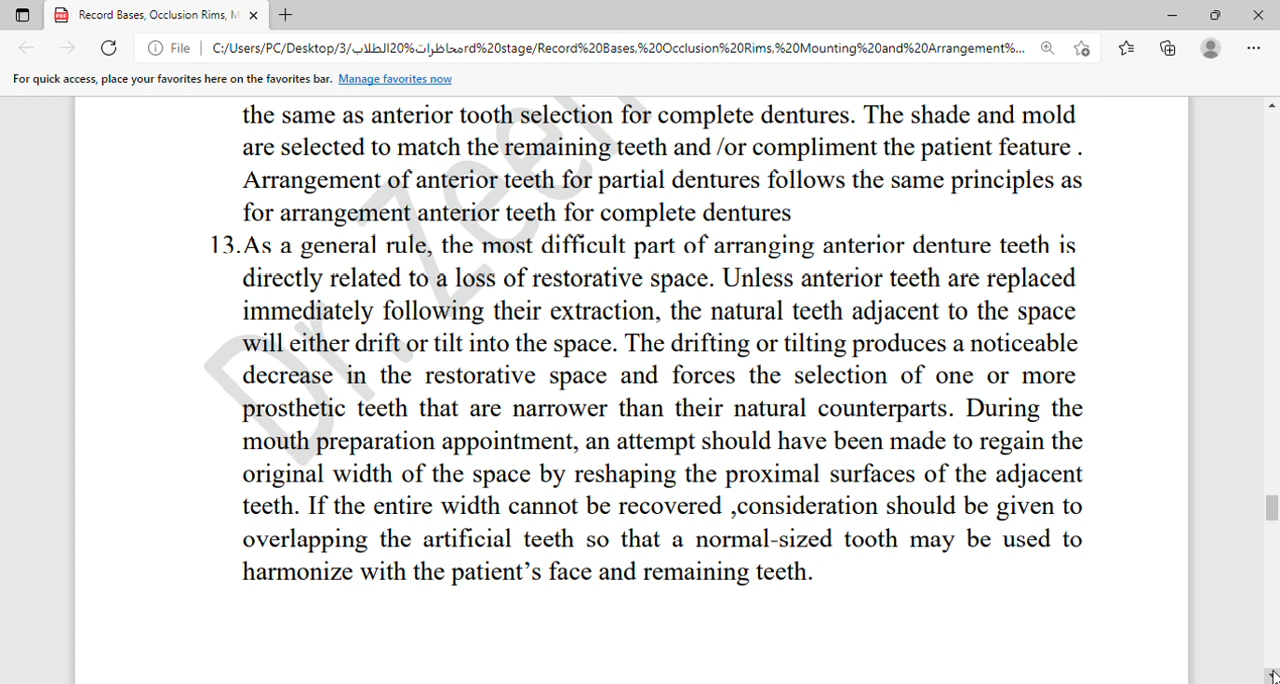 Record Bases, Occlusion Rims, M
File
C:/Users/PC/Desktop/3/محاظرات%20الطلابrd%20stage/Record%20Bases,%20Occlusion%20Rims,%20Mounting%20and%20Arrangement%...
For quick access, place your favorites here on the favorites bar. Manage favorites now
the same as anterior tooth selection for complete dentures. The shade and mold
are selected to match the remaining teeth and /or compliment the patient feature .
Arrangement of anterior teeth for partial dentures follows the same principles as
for arrangement anterior teeth for complete dentures
13.As a general rule, the most difficult part of arranging anterior denture teeth is
directly related to a loss of restorative space. Unless anterior teeth are replaced
immediately following their extraction, the natural teeth adjacent to the space
will either drift or tilt into the space. The drifting or tilting produces a noticeable
decrease in the restorative space and forces the selection of one or more
prosthetic teeth that are narrower than their natural counterparts. During the
mouth preparation appointment, an attempt should have been made to regain the
original width of the space by reshaping the proximal surfaces of the adjacent
teeth. If the entire width cannot be recovered ,consideration should be given to
overlapping the artificial teeth so that a normal-sized tooth may be used to
harmonize with the patient’s face and remaining teeth.
Dr. Zeen